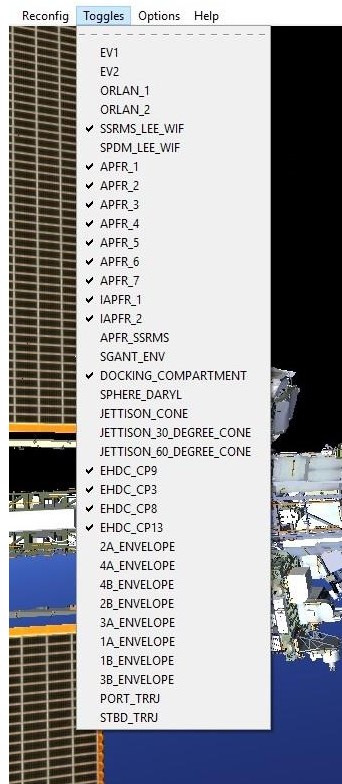 Reconfig Toggles Options Help
EV1
EV2
ORLAN_1
ORLAN_2
SSRMS_LEE_WIF
SPDM_LEE_WIF
APFR_1
APFR_2
APFR_3
APFR_4
APFR_5
APFR_6
APFR_7
IAPFR_1
IAPFR_2
APFR_SSRMS
SGANT_ENV
DOCKING_COMPARTMENT
SPHERE_DARYL
JETTISON_CONE
JETTISON_30_DEGREE_CONE
JETTISON_60_DEGREE_CONE
EHDC_CP9
EHDC_CP3
EHDC_CP8
EHDC_CP13
2A_ENVELOPE
4A_ENVELOPE
4B_ENVELOPE
2B_ENVELOPE
3A_ENVELOPE
1A_ENVELOPE
1B_ENVELOPE
3B_ENVELOPE
PORT_TRRJ
STBD_TRRJ